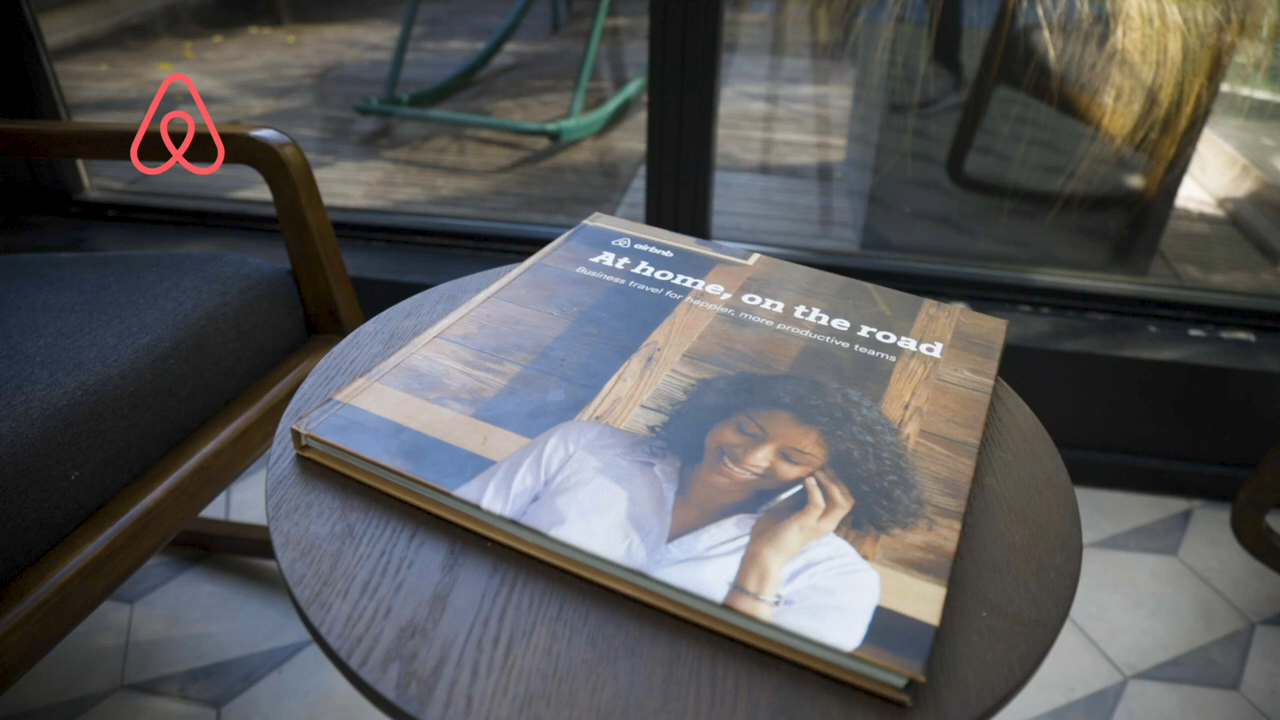 airbnb
At home, on the road
Business travel for happier, more productive teams